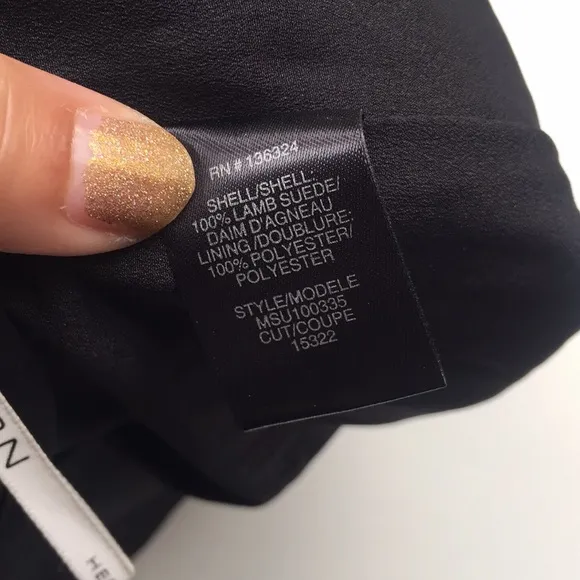 RN # 136324
SHELL/SHELL:
100% LAMB SUEDE/
DAIM D'AGNEAU
LINING/DOUBLURE:
100% POLYESTER/
POLYESTER
STYLE/MODELE
MSU100335
CUT/COUPE
15322